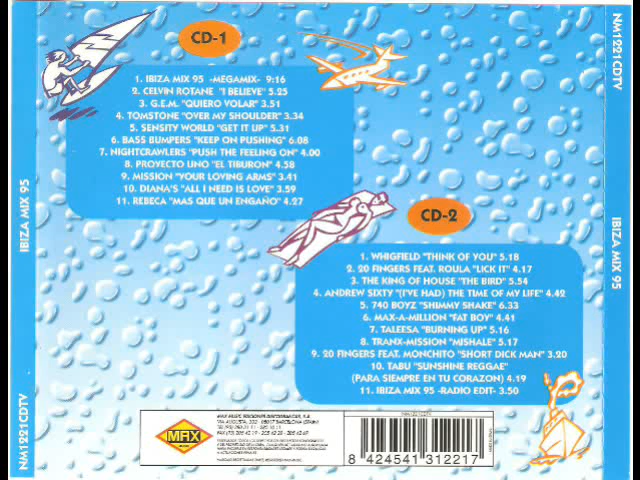 CD-1
1. IBIZA MIX 95 -MEGAMIX- 9:16
2. CELVIN ROTANE "I BELIEVE" 5.25
3. G.E.M. "QUIERO VOLAR" 3.51
4. TOMSTONE "OVER MY SHOULDER" 3.34
5. SENSITY WORLD "GET IT UP" 5.31
6. BASS BUMPERS "KEEP ON PUSHING" 6.08
7. NIGHTCRAWLERS "PUSH THE FEELING ON" 4.00
8. PROYECTO UNO "EL TIBURON" 4.58
9. MISSION "YOUR LOVING ARMS" 3.41
10. DIANA'S "ALL I NEED IS LOVE" 3.59
11. REBECA "MAS QUE UN ENGAÑO" 4.27
CD-2
1. WHIGFIELD "THINK OF YOU" 5.18
2. 20 FINGERS FEAT. ROULA "LICK IT" 4.17
3. THE KING OF HOUSE "THE BIRD" 5.54
4. ANDREW SIXTY "(I'VE HAD) THE TIME OF MY LIFE" 4.42
5. 740 BOYZ "SHIMMY SHAKE" 6.33
6. MAX-A-MILLION "FAT BOY" 4.41
7. TALEESA "BURNING UP" 5.16
8. TRANX-MISSION "MISHALE" 5.17
9. 20 FINGERS FEAT. MONCHITO "SHORT DICK MAN" 3.20
10. TABU "SUNSHINE REGGAE"
(PARA SIEMPRE EN TU CORAZON) 4.19
11. IBIZA MIX 95 -RADIO EDIT- 3.50
IBIZA MIX 95
NM1221CDTV
NM1221CDTV
IBIZA MIX 95
MAX
MUSIC
8 424541 312217